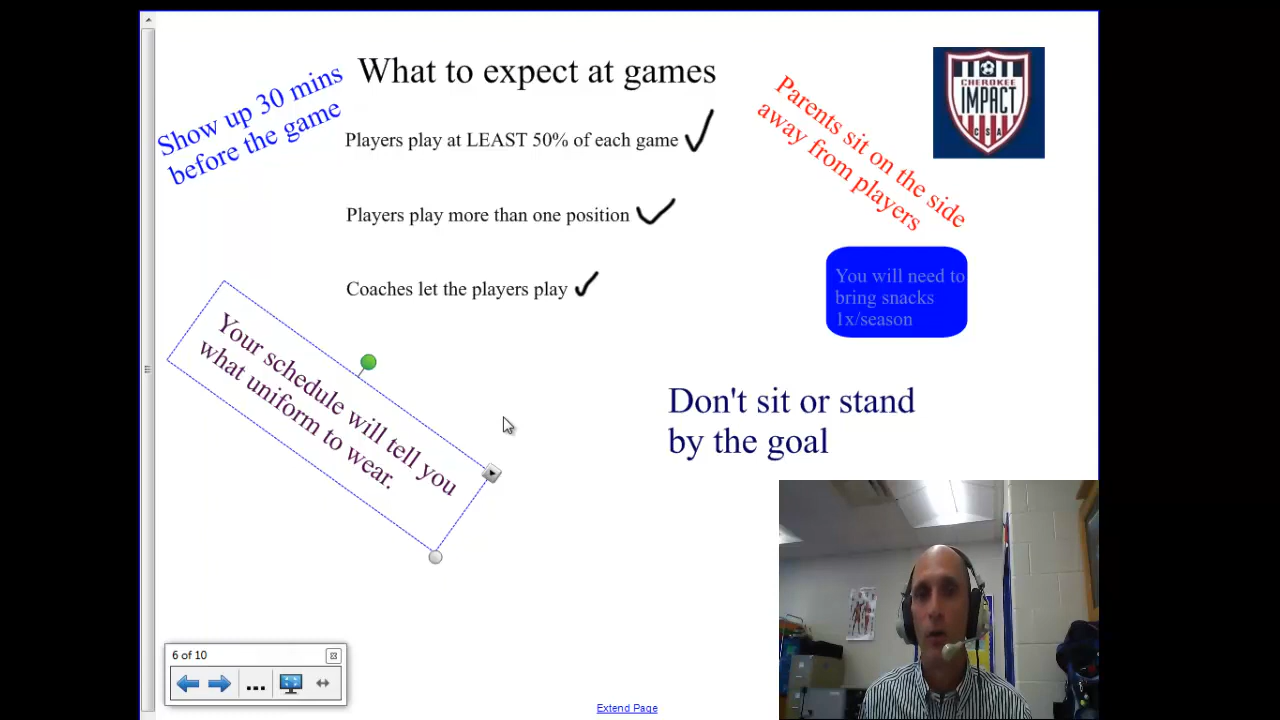 What to expect at games
Show up 30 mins
before the game
Players play at LEAST 50% of each game
Players play more than one position
Coaches let the players play
Parents sit on the side
away from players
CHEROKEE
IMPACT
CSA
You will need to
bring snacks
1x/season
Your schedule will tell you
what uniform to wear.
Don't sit or stand
by the goal
6 of 10
...
Extend Page